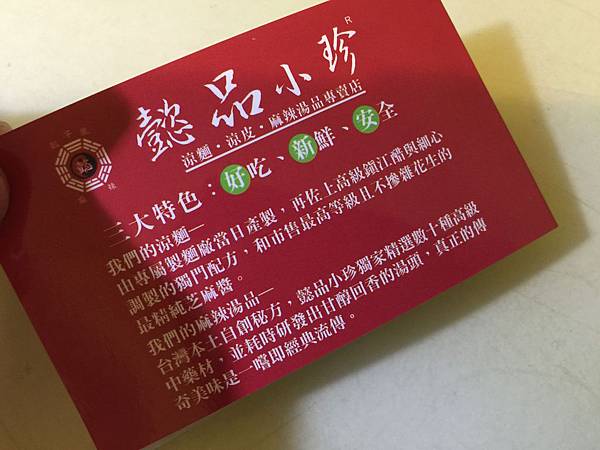 懿品小珍
R
涼麵・涼皮・麻辣湯品專賣店
三大特色：好吃、新鮮、安全
我們的涼麵—
由專屬製麵廠當日產製，再佐上高級鎮江醋與細心
調製的獨門配方，和市售最高等級且不摻雜花生的
最精純芝麻醬。
我們的麻辣湯品—
台灣本土自創秘方，懿品小珍獨家精選數十種高級
中藥材，並耗時研發出甘醇回香的湯頭，真正的傳
奇美味是一嚐即經典流傳。